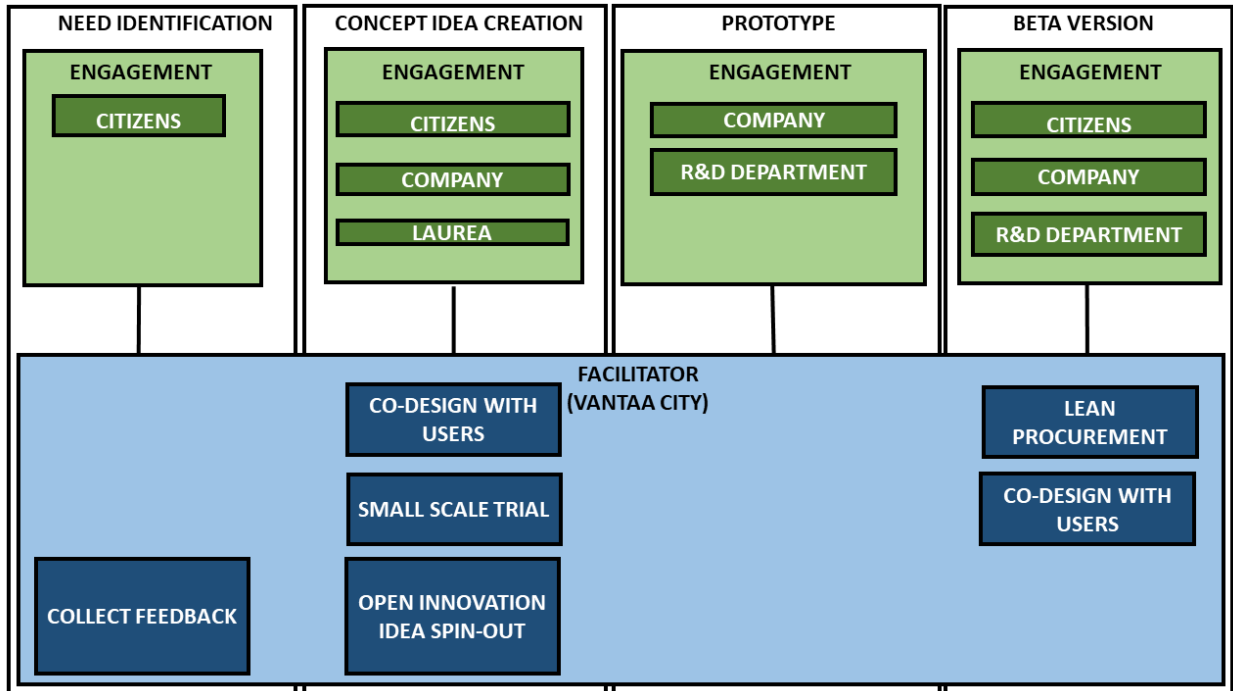 NEED IDENTIFICATION
ENGAGEMENT
CITIZENS
CONCEPT IDEA CREATION
ENGAGEMENT
CITIZENS
COMPANY
LAUREA
PROTOTYPE
ENGAGEMENT
COMPANY
R&D DEPARTMENT
BETA VERSION
ENGAGEMENT
CITIZENS
COMPANY
R&D DEPARTMENT
FACILITATOR
(VANTAA CITY)
COLLECT FEEDBACK
CO-DESIGN WITH
USERS
SMALL SCALE TRIAL
OPEN INNOVATION
IDEA SPIN-OUT
LEAN
PROCUREMENT
CO-DESIGN WITH
USERS